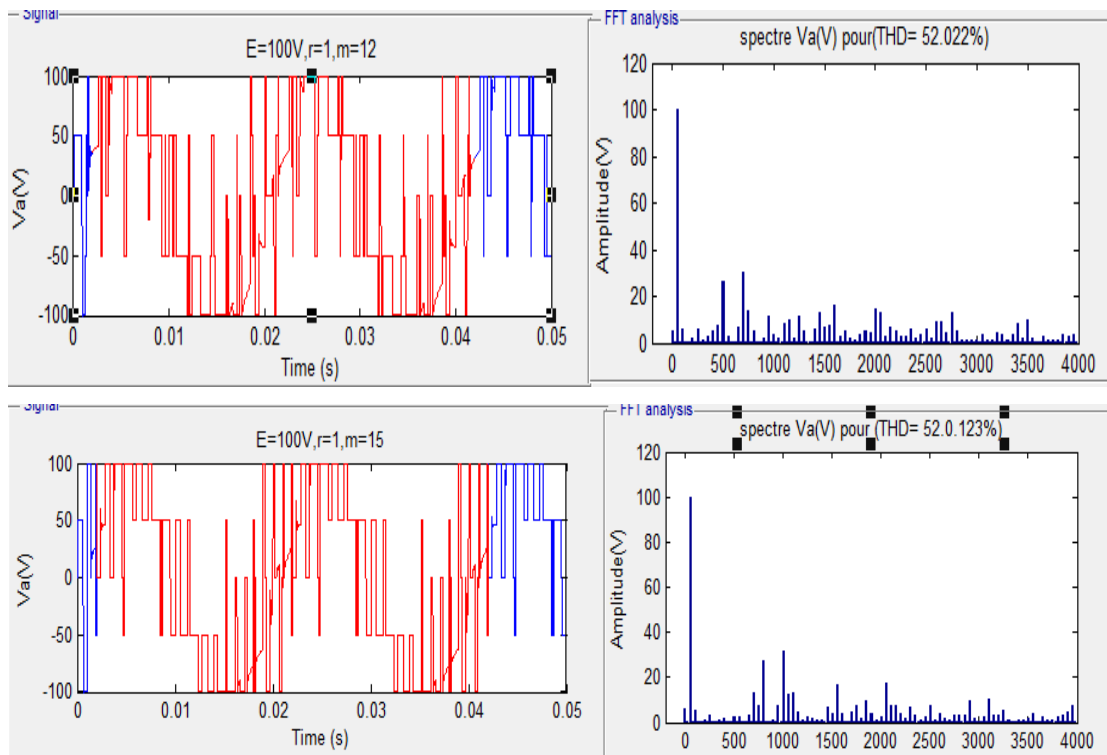 Signal
FFT analysis
E=100V,r=1,m=12
spectre Va(V) pour(THD= 52.022%)
Va(V)
100
50
0
-50
-100
0 0.01 0.02 0.03 0.04 0.05
Time (s)
Amplitude(V)
120
100
80
60
40
20
0
0 500 1000 1500 2000 2500 3000 3500 4000
Signal
FFT analysis
E=100V,r=1,m=15
spectre Va(V) pour (THD= 52.0.123%)
Va(V)
100
50
0
-50
-100
0 0.01 0.02 0.03 0.04 0.05
Time (s)
Amplitude(V)
120
100
80
60
40
20
0
0 500 1000 1500 2000 2500 3000 3500 4000